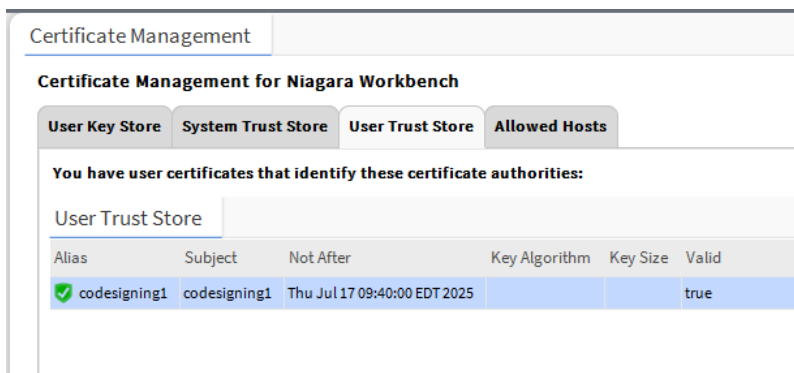 Certificate Management
Certificate Management for Niagara Workbench
User Key Store System Trust Store User Trust Store Allowed Hosts
You have user certificates that identify these certificate authorities:
User Trust Store
Alias Subject Not After Key Algorithm Key Size Valid
codesigning1 codesigning1 Thu Jul 17 09:40:00 EDT 2025 true